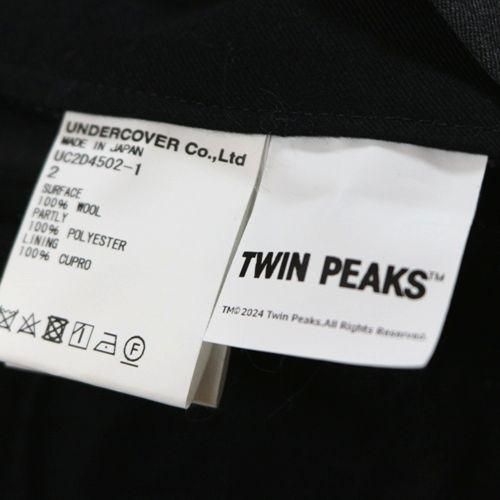 UNDERCOVER Co.,Ltd
MADE IN JAPAN
UC2D4502-1
2
SURFACE
100% WOOL
PARTLY
100% POLYESTER
LINING
100% CUPRO
F
TWIN PEAKS™
TM© 2024 Twin Peaks.All Rights Reserved.